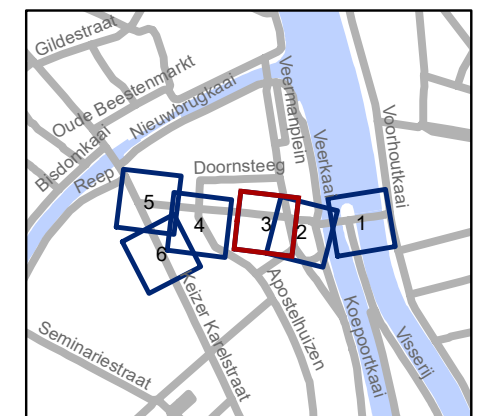 Gildestraat
Oude Beestenmarkt
Nieuwbrugkaai
Bisdomkaai
Reep
Veermanplein
Veerkaai
Voorhoutkaai
Doornsteeg
5
4
3
2
1
6
Keizer Karelstraat
Apostelhuizen
Koepoortkaai
Visserij
Seminariestraat